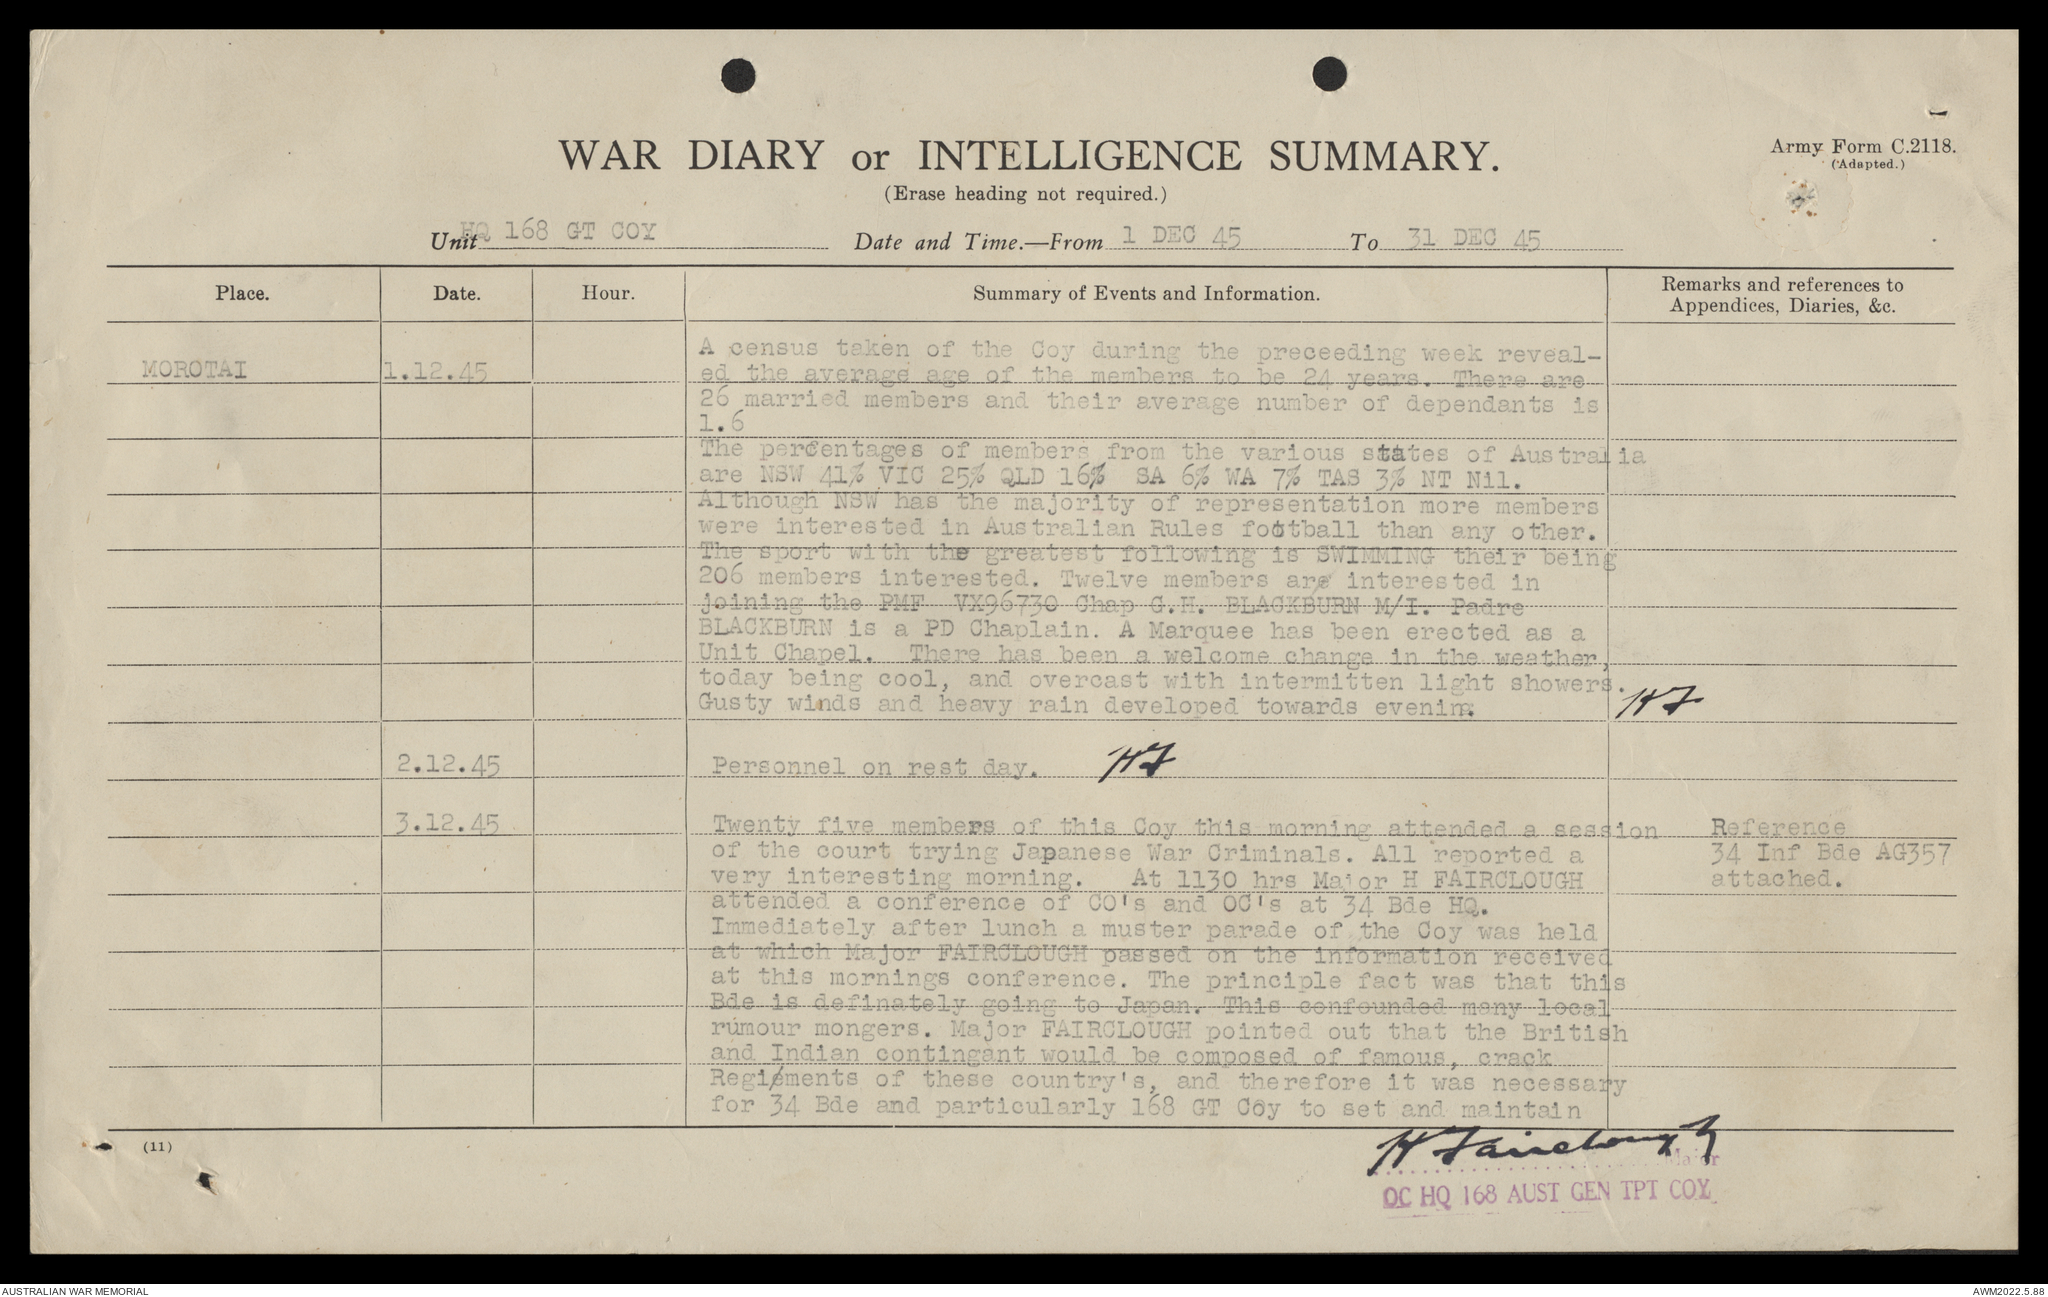 WAR DIARY or INTELLIGENCE SUMMARY.
Army Form C.2118.
(Adapted.)
(Erase heading not required.)
Unit HQ 168 GT COY Date and Time.—From 1 DEC 45 To 31 DEC 45
Place. Date. Hour. Summary of Events and Information. Remarks and references to
Appendices, Diaries, &c.
MOROTAI 1.12.45 A census taken of the Coy during the preceeding week reveal-
ed the average age of the members to be 24 years. There are
26 married members and their average number of dependants is
1.6
The percentages of members from the various states of Australia
are NSW 41% VIC 25% QLD 16% SA 6% WA 7% TAS 3% NT Nil.
Although NSW has the majority of representation more members
were interested in Australian Rules football than any other.
The sport with the greatest following is SWIMMING their being
206 members interested. Twelve members are interested in
joining the PMF VX96730 Chap G.H. BLACKBURN M/I. Padre
BLACKBURN is a PD Chaplain. A Marquee has been erected as a
Unit Chapel. There has been a welcome change in the weather,
today being cool, and overcast with intermitten light showers.
Gusty winds and heavy rain developed towards evening. HF
2.12.45 Personnel on rest day. HF
3.12.45 Twenty five members of this Coy this morning attended a session Reference
of the court trying Japanese War Criminals. All reported a 34 Inf Bde AG357
very interesting morning. At 1130 hrs Major H FAIRCLOUGH attached.
attended a conference of CO's and OC's at 34 Bde HQ.
Immediately after lunch a muster parade of the Coy was held
at which Major FAIRCLOUGH passed on the information received
at this mornings conference. The principle fact was that this
Bde is definately going to Japan. This confounded many local
rumour mongers. Major FAIRCLOUGH pointed out that the British
and Indian contingant would be composed of famous, crack
Regiments of these country's, and therefore it was necessary
for 34 Bde and particularly 168 GT Coy to set and maintain
(11)
H Fairclough
Major
OC HQ 168 AUST GEN TPT COY
AUSTRALIAN WAR MEMORIAL AWM2022.5.88